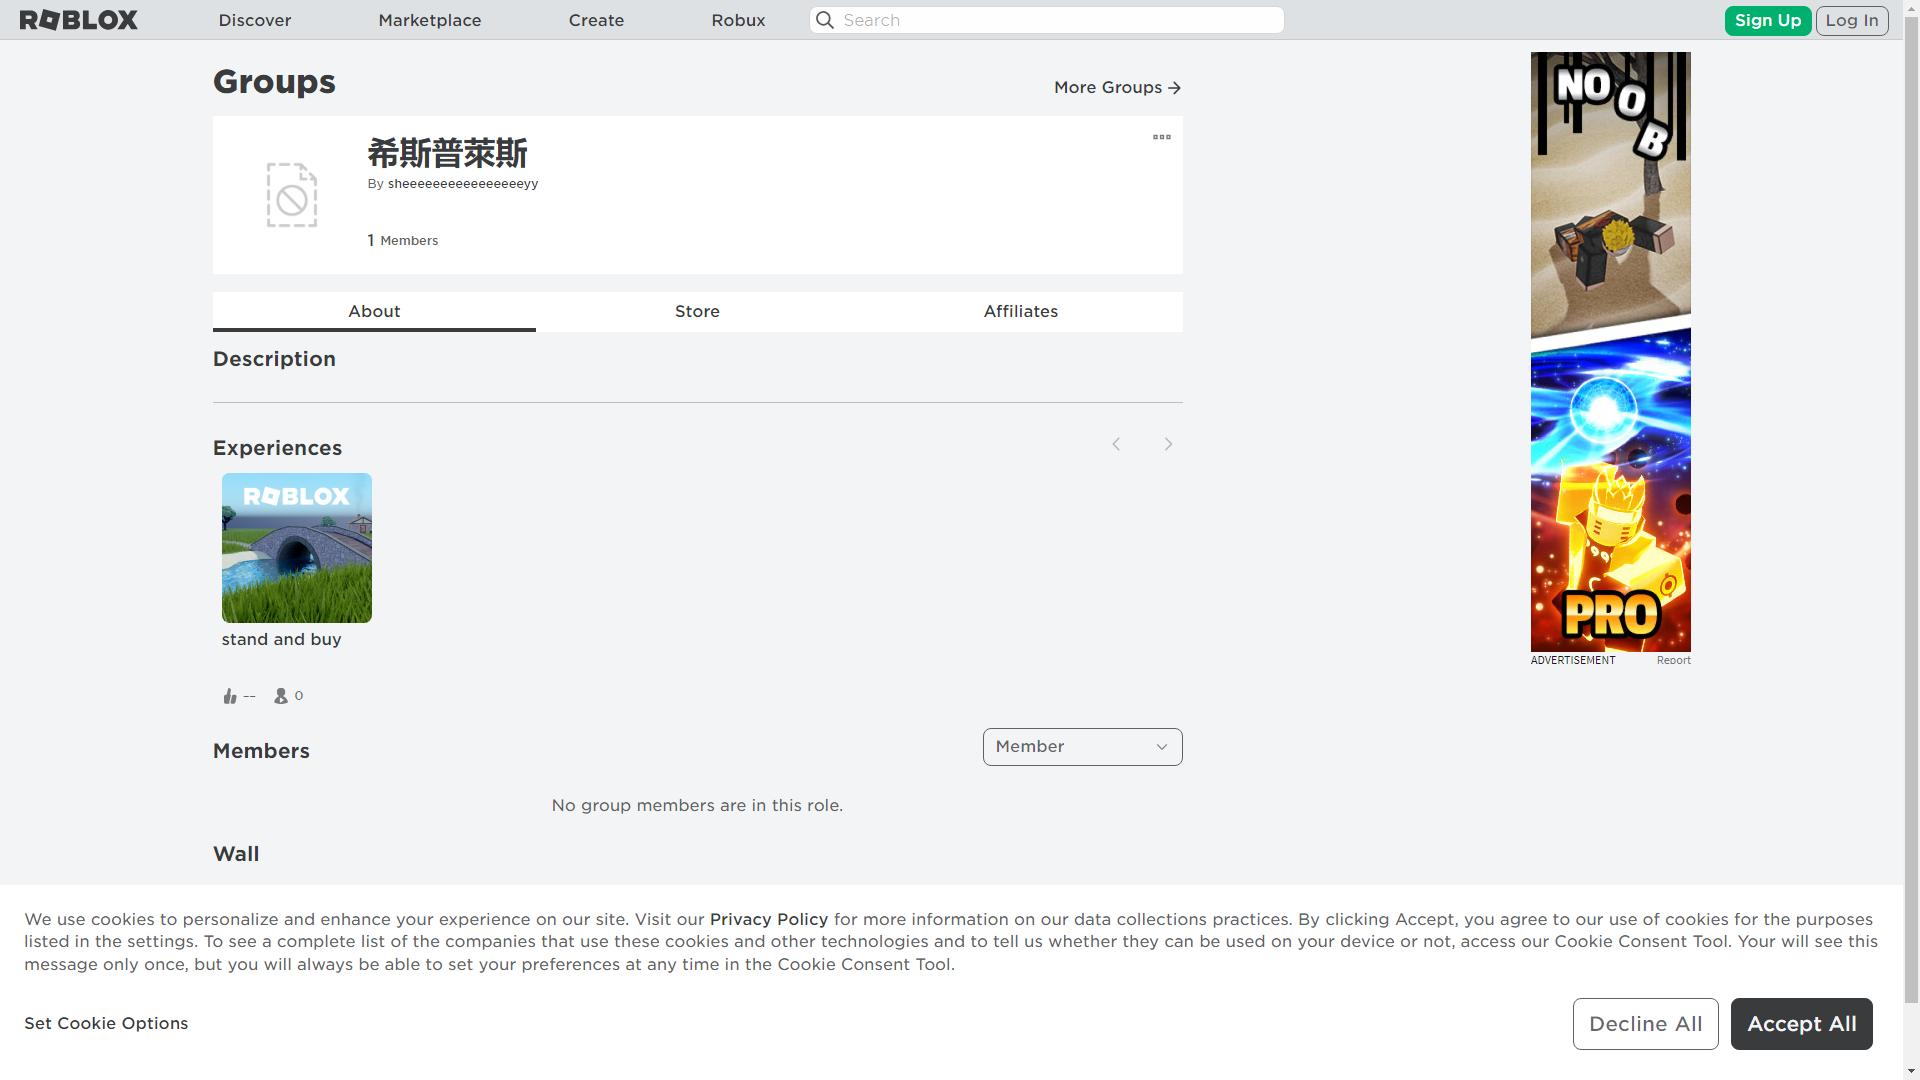 ROBLOX
Discover
Marketplace
Create
Robux
Search
Sign Up
Log In
Groups
More Groups
希斯普萊斯
By sheeeeeeeeeeeeeeeeyy
1 Members
About
Store
Affiliates
Description
Experiences
ROBLOX
stand and buy
--
0
Members
Member
No group members are in this role.
Wall
NOOB
PRO
ADVERTISEMENT
Report
We use cookies to personalize and enhance your experience on our site. Visit our Privacy Policy for more information on our data collections practices. By clicking Accept, you agree to our use of cookies for the purposes
listed in the settings. To see a complete list of the companies that use these cookies and other technologies and to tell us whether they can be used on your device or not, access our Cookie Consent Tool. Your will see this
message only once, but you will always be able to set your preferences at any time in the Cookie Consent Tool.
Set Cookie Options
Decline All
Accept All